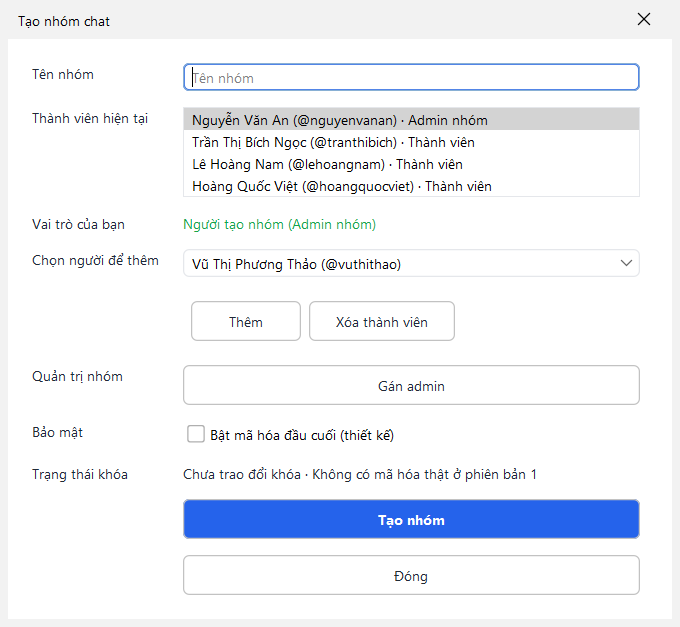 Tạo nhóm chat
Tên nhóm
Tên nhóm
Thành viên hiện tại
Nguyễn Văn An (@nguyenvanan) · Admin nhóm
Trần Thị Bích Ngọc (@tranthibich) · Thành viên
Lê Hoàng Nam (@lehoangnam) · Thành viên
Hoàng Quốc Việt (@hoangquocviet) · Thành viên
Vai trò của bạn
Người tạo nhóm (Admin nhóm)
Chọn người để thêm
Vũ Thị Phương Thảo (@vuthithao)
Thêm
Xóa thành viên
Quản trị nhóm
Gán admin
Bảo mật
Bật mã hóa đầu cuối (thiết kế)
Trạng thái khóa
Chưa trao đổi khóa · Không có mã hóa thật ở phiên bản 1
Tạo nhóm
Đóng